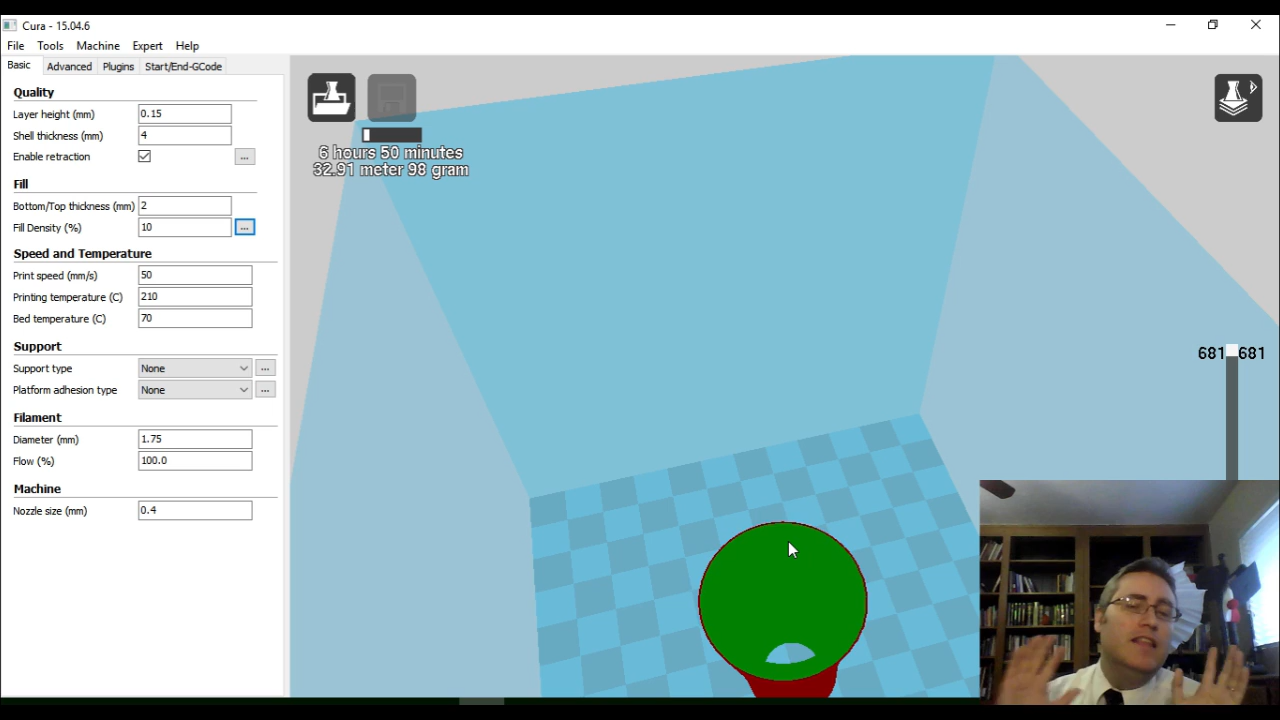 Cura - 15.04.6
File Tools Machine Expert Help
Basic Advanced Plugins Start/End-GCode
Quality
Layer height (mm) 0.15
Shell thickness (mm) 4
Enable retraction ...
Fill
Bottom/Top thickness (mm) 2
Fill Density (%) 10 ...
Speed and Temperature
Print speed (mm/s) 50
Printing temperature (C) 210
Bed temperature (C) 70
Support
Support type None ...
Platform adhesion type None ...
Filament
Diameter (mm) 1.75
Flow (%) 100.0
Machine
Nozzle size (mm) 0.4
6 hours 50 minutes
32.91 meter 98 gram
681 681